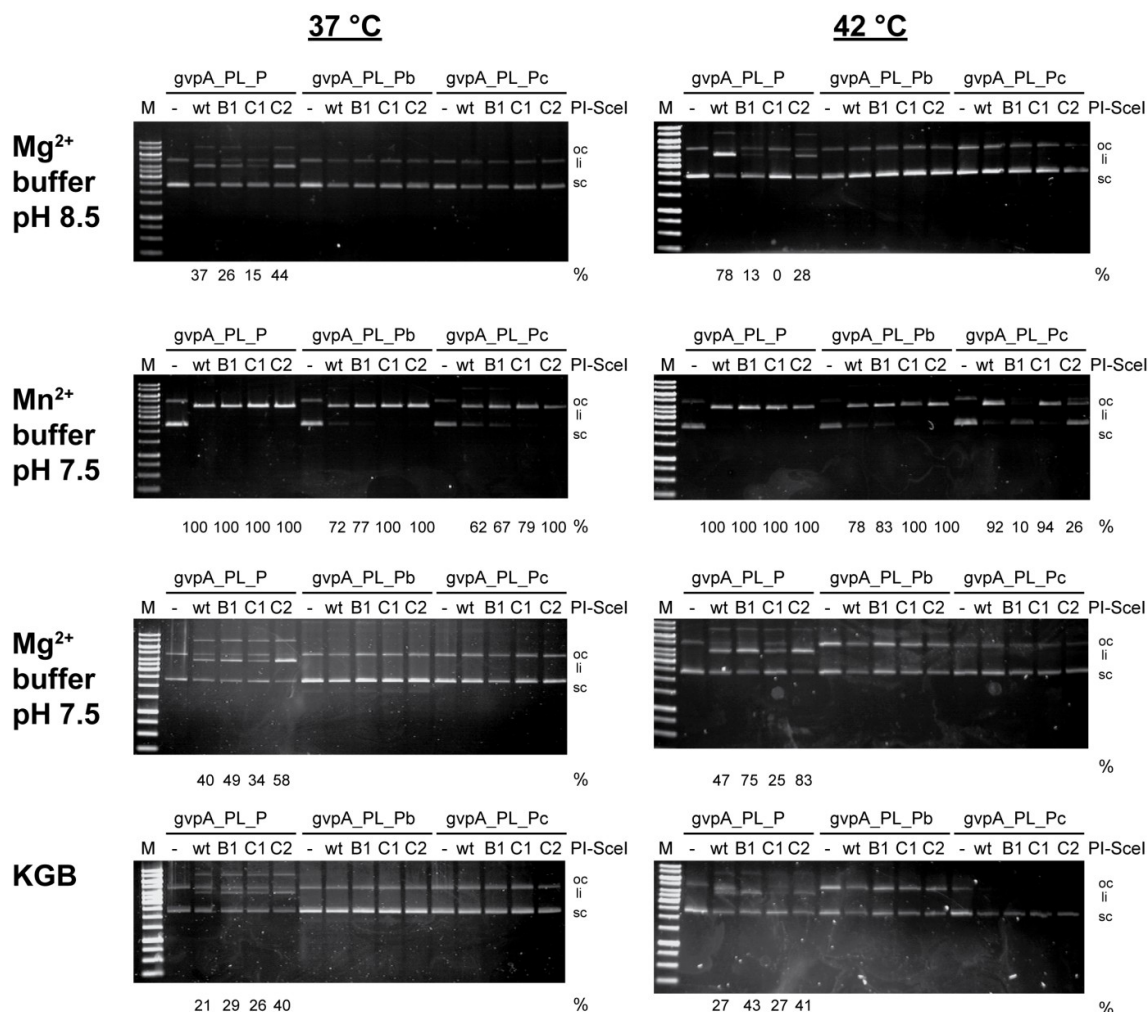 37 °C
42 °C
gvpA_PL_P gvpA_PL_Pb gvpA_PL_Pc
M - wt B1 C1 C2 - wt B1 C1 C2 - wt B1 C1 C2 PI-SceI
Mg2+
buffer
pH 8.5
oc
li
sc
37 26 15 44 %
gvpA_PL_P gvpA_PL_Pb gvpA_PL_Pc
M - wt B1 C1 C2 - wt B1 C1 C2 - wt B1 C1 C2 PI-SceI
oc
li
sc
78 13 0 28 %
gvpA_PL_P gvpA_PL_Pb gvpA_PL_Pc
M - wt B1 C1 C2 - wt B1 C1 C2 - wt B1 C1 C2 PI-SceI
Mn2+
buffer
pH 7.5
oc
li
sc
100 100 100 100 72 77 100 100 62 67 79 100 %
gvpA_PL_P gvpA_PL_Pb gvpA_PL_Pc
M - wt B1 C1 C2 - wt B1 C1 C2 - wt B1 C1 C2 PI-SceI
oc
li
sc
100 100 100 100 78 83 100 100 92 10 94 26 %
gvpA_PL_P gvpA_PL_Pb gvpA_PL_Pc
M - wt B1 C1 C2 - wt B1 C1 C2 - wt B1 C1 C2 PI-SceI
Mg2+
buffer
pH 7.5
oc
li
sc
40 49 34 58 %
gvpA_PL_P gvpA_PL_Pb gvpA_PL_Pc
M - wt B1 C1 C2 - wt B1 C1 C2 - wt B1 C1 C2 PI-SceI
oc
li
sc
47 75 25 83 %
gvpA_PL_P gvpA_PL_Pb gvpA_PL_Pc
M - wt B1 C1 C2 - wt B1 C1 C2 - wt B1 C1 C2 PI-SceI
KGB
oc
li
sc
21 29 26 40 %
gvpA_PL_P gvpA_PL_Pb gvpA_PL_Pc
M - wt B1 C1 C2 - wt B1 C1 C2 - wt B1 C1 C2 PI-SceI
oc
li
sc
27 43 27 41 %